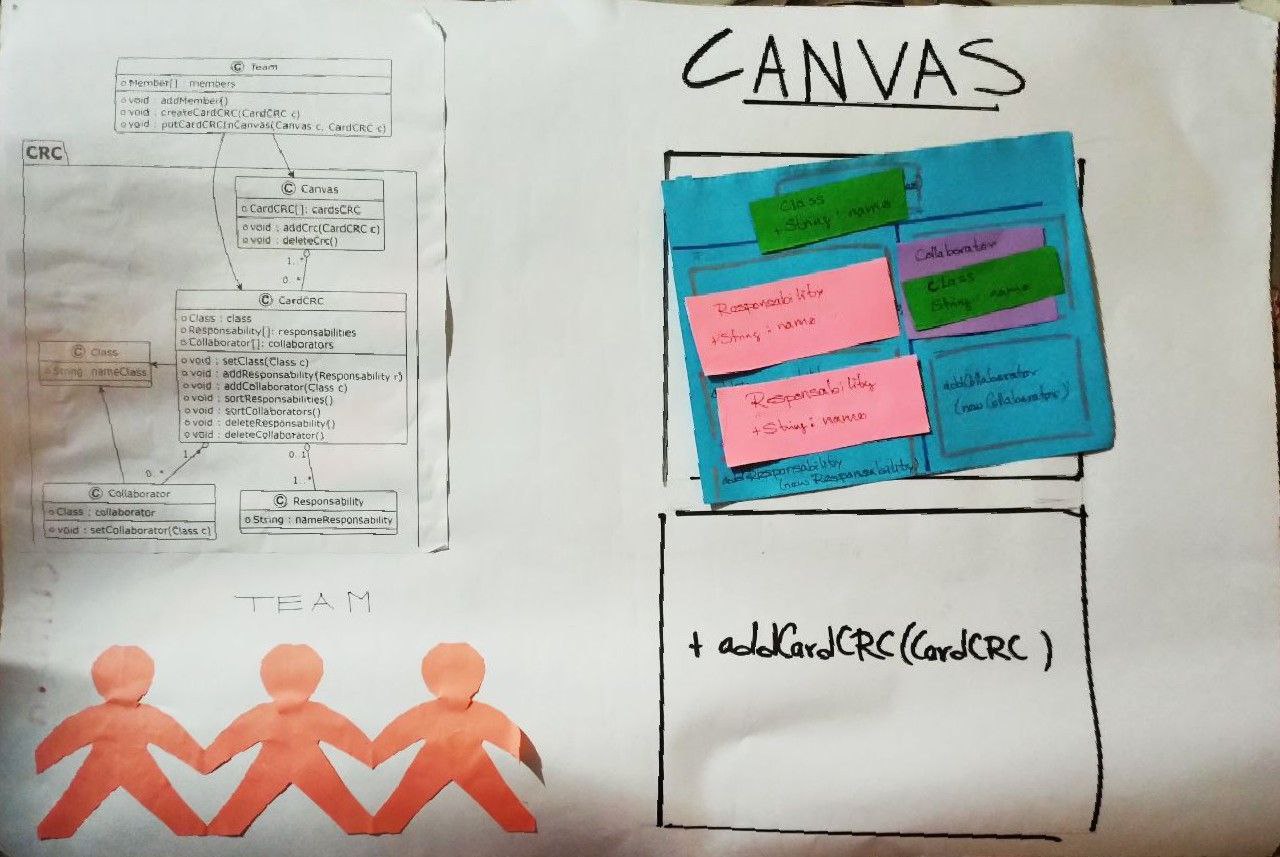 C Team
o Member[] : members
o void : addMember()
o void : createCardCRC(CardCRC c)
o void : putCardCRCInCanvas(Canvas c, CardCRC c)
CRC
C Canvas
o CardCRC[]: cardsCRC
o void : addCrc(CardCRC c)
o void : deleteCrc()
1..*
0..*
C CardCRC
o Class : class
o Responsability[]: responsabilities
o Collaborator[] : collaborators
o void : setClass(Class c)
o void : addResponsability(Responsability r)
o void : addCollaborator(Class c)
o void : sortResponsabilities()
o void : sortCollaborators()
o void : deleteResponsability()
o void : deleteCollaborator()
C Class
o String : nameClass
1..*
0..*
0..1
1..*
C Collaborator
o Class : collaborator
o void : setCollaborator(Class c)
C Responsability
o String : nameResponsability
TEAM
CANVAS
Class
+ String : name
Collaborator
Class
String : name
Responsability
+ String : name
Responsability
+ String : name
addCollaborator
(new Collaborator)
addResponsability
(new Responsability)
+ addCardCRC(CardCRC )